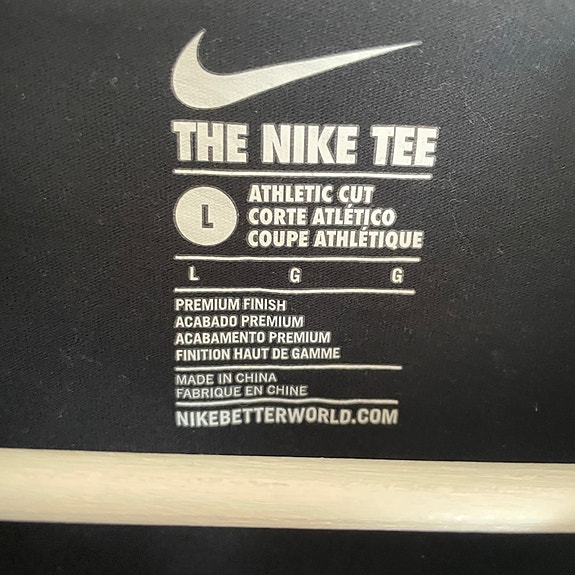 THE NIKE TEE
L
ATHLETIC CUT
CORTE ATLÉTICO
COUPE ATHLÉTIQUE
L G G
PREMIUM FINISH
ACABADO PREMIUM
ACABAMENTO PREMIUM
FINITION HAUT DE GAMME
MADE IN CHINA
FABRIQUE EN CHINE
NIKEBETTERWORLD.COM